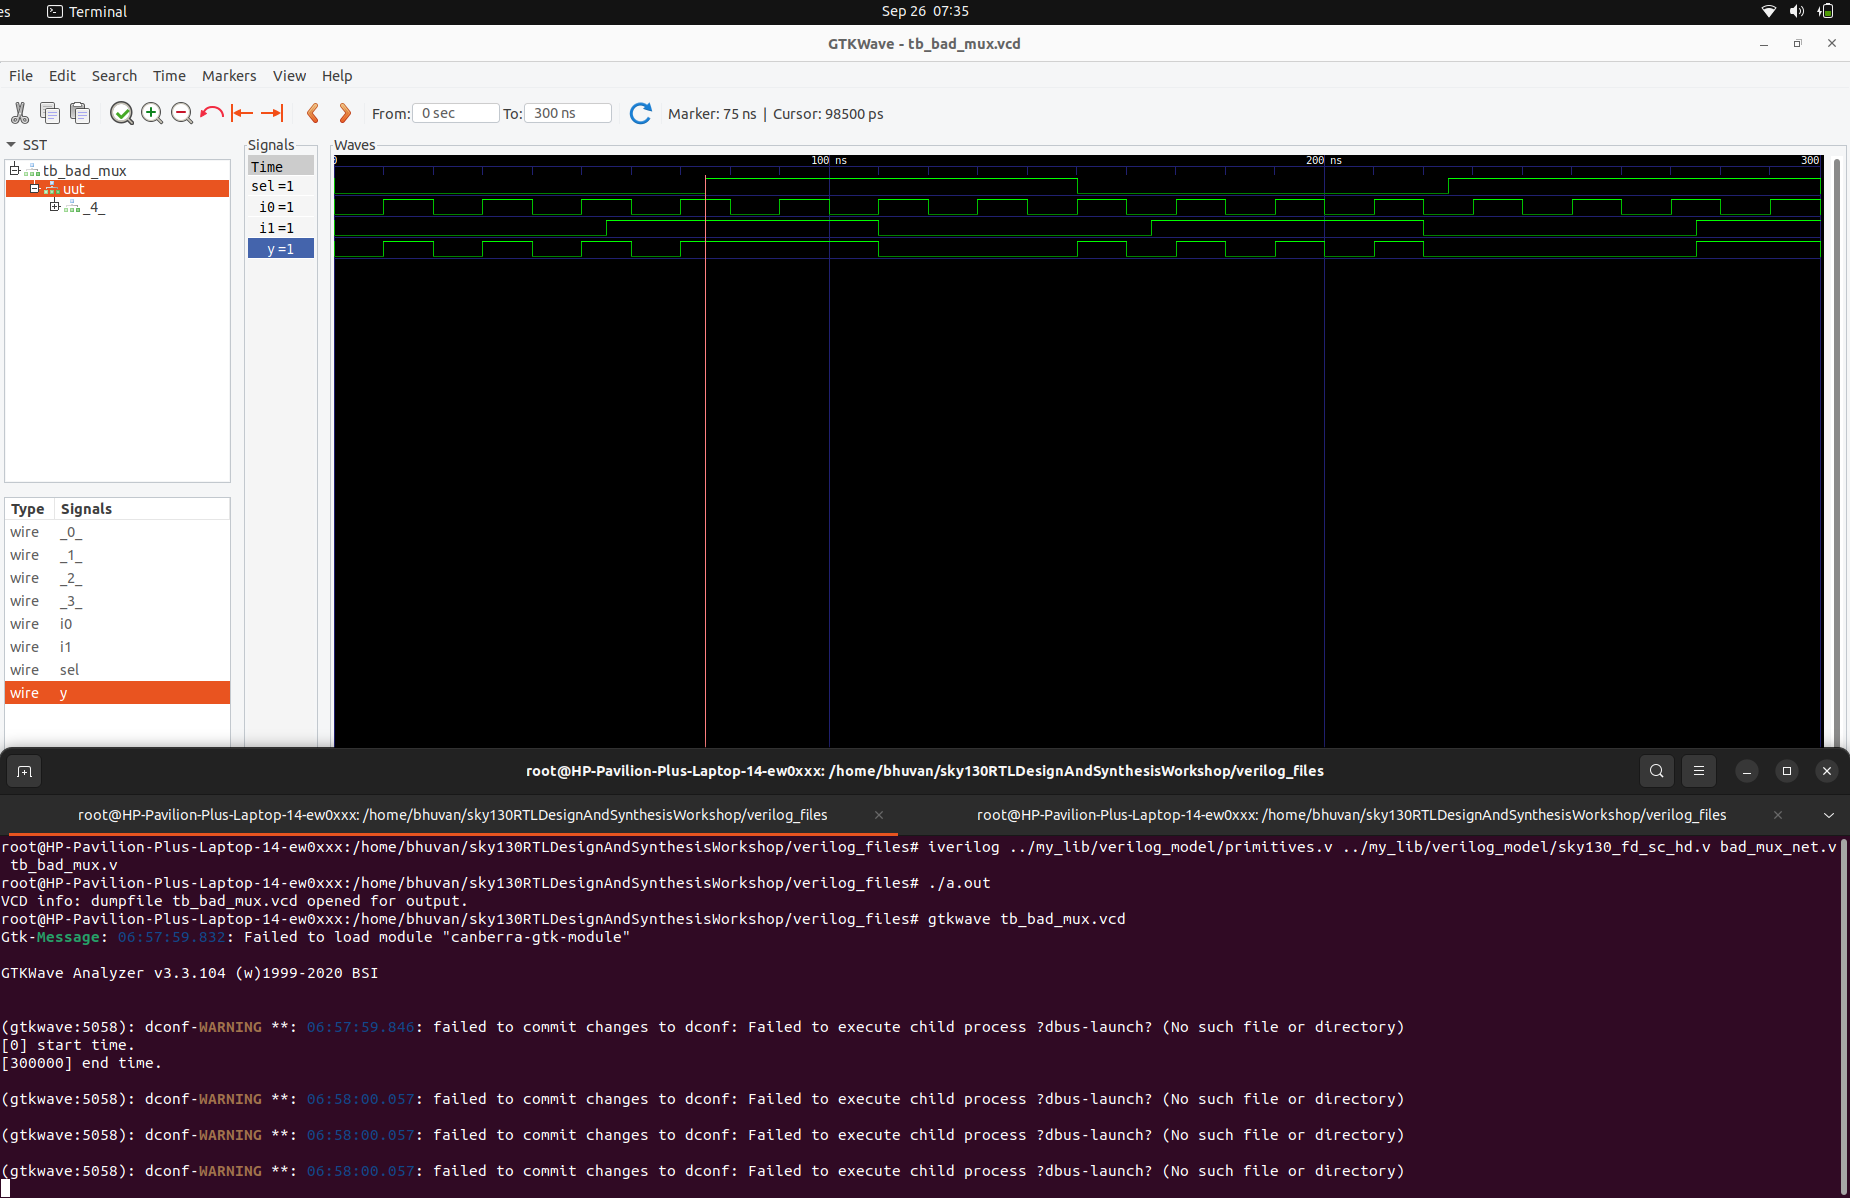 es Terminal Sep 26 07:35
GTKWave - tb_bad_mux.vcd
File Edit Search Time Markers View Help
From: 0 sec To: 300 ns Marker: 75 ns | Cursor: 98500 ps
SST
tb_bad_mux
uut
_4_
Type Signals
wire _0_
wire _1_
wire _2_
wire _3_
wire i0
wire i1
wire sel
wire y
Signals
Time
sel =1
i0 =1
i1 =1
y =1
Waves
0 100 ns 200 ns 300
root@HP-Pavilion-Plus-Laptop-14-ew0xxx: /home/bhuvan/sky130RTLDesignAndSynthesisWorkshop/verilog_files
root@HP-Pavilion-Plus-Laptop-14-ew0xxx: /home/bhuvan/sky130RTLDesignAndSynthesisWorkshop/verilog_files root@HP-Pavilion-Plus-Laptop-14-ew0xxx: /home/bhuvan/sky130RTLDesignAndSynthesisWorkshop/verilog_files
root@HP-Pavilion-Plus-Laptop-14-ew0xxx:/home/bhuvan/sky130RTLDesignAndSynthesisWorkshop/verilog_files# iverilog ../my_lib/verilog_model/primitives.v ../my_lib/verilog_model/sky130_fd_sc_hd.v bad_mux_net.v
tb_bad_mux.v
root@HP-Pavilion-Plus-Laptop-14-ew0xxx:/home/bhuvan/sky130RTLDesignAndSynthesisWorkshop/verilog_files# ./a.out
VCD info: dumpfile tb_bad_mux.vcd opened for output.
root@HP-Pavilion-Plus-Laptop-14-ew0xxx:/home/bhuvan/sky130RTLDesignAndSynthesisWorkshop/verilog_files# gtkwave tb_bad_mux.vcd
Gtk-Message: 06:57:59.832: Failed to load module "canberra-gtk-module"
GTKWave Analyzer v3.3.104 (w)1999-2020 BSI
(gtkwave:5058): dconf-WARNING **: 06:57:59.846: failed to commit changes to dconf: Failed to execute child process ?dbus-launch? (No such file or directory)
[0] start time.
[300000] end time.
(gtkwave:5058): dconf-WARNING **: 06:58:00.057: failed to commit changes to dconf: Failed to execute child process ?dbus-launch? (No such file or directory)
(gtkwave:5058): dconf-WARNING **: 06:58:00.057: failed to commit changes to dconf: Failed to execute child process ?dbus-launch? (No such file or directory)
(gtkwave:5058): dconf-WARNING **: 06:58:00.057: failed to commit changes to dconf: Failed to execute child process ?dbus-launch? (No such file or directory)